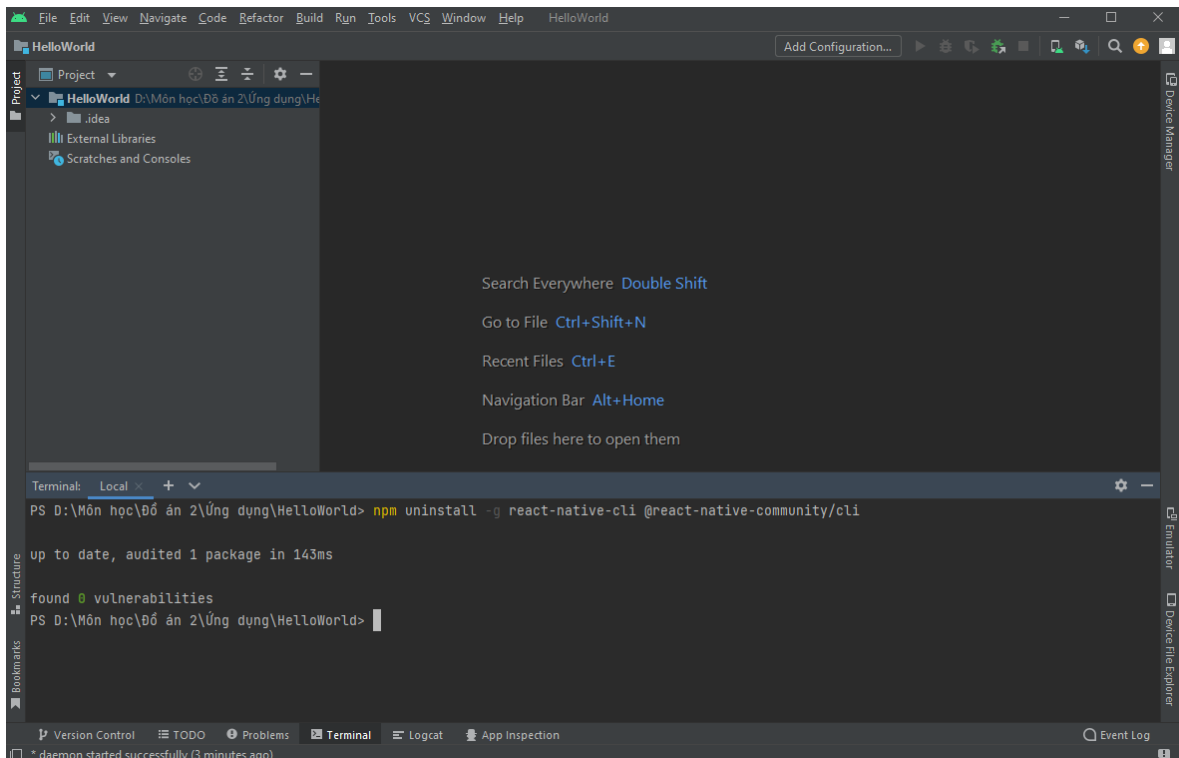 File Edit View Navigate Code Refactor Build Run Tools VCS Window Help HelloWorld
HelloWorld
Add Configuration...
Project
Project
HelloWorld D:\Môn học\Đồ án 2\Ứng dụng\He
.idea
External Libraries
Scratches and Consoles
Device Manager
Search Everywhere Double Shift
Go to File Ctrl+Shift+N
Recent Files Ctrl+E
Navigation Bar Alt+Home
Drop files here to open them
Terminal: Local
PS D:\Môn học\Đồ án 2\Ứng dụng\HelloWorld> npm uninstall -g react-native-cli @react-native-community/cli
up to date, audited 1 package in 143ms
found 0 vulnerabilities
PS D:\Môn học\Đồ án 2\Ứng dụng\HelloWorld>
Structure
Bookmarks
Emulator
Device File Explorer
Version Control TODO Problems Terminal Logcat App Inspection Event Log
* daemon started successfully (3 minutes ago)